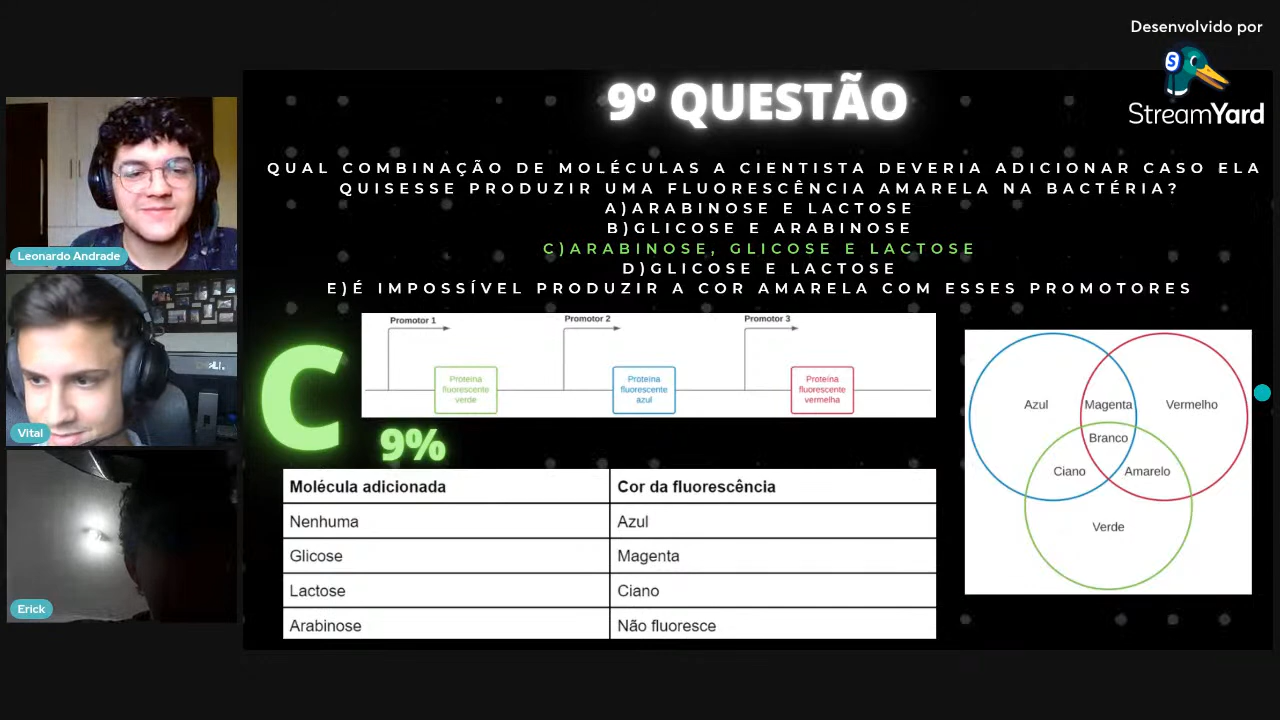 Desenvolvido por
StreamYard
9º QUESTÃO
QUAL COMBINAÇÃO DE MOLÉCULAS A CIENTISTA DEVERIA ADICIONAR CASO ELA
QUISESSE PRODUZIR UMA FLUORESCÊNCIA AMARELA NA BACTÉRIA?
A)ARABINOSE E LACTOSE
B)GLICOSE E ARABINOSE
C)ARABINOSE, GLICOSE E LACTOSE
D)GLICOSE E LACTOSE
E)É IMPOSSÍVEL PRODUZIR A COR AMARELA COM ESSES PROMOTORES
Leonardo Andrade
Vital
Erick
C
9%
Promotor 1
Promotor 2
Promotor 3
Proteína
fluorescente
verde
Proteína
fluorescente
azul
Proteína
fluorescente
vermelha
Azul
Magenta
Vermelho
Branco
Ciano
Amarelo
Verde
Molécula adicionada
Cor da fluorescência
Nenhuma
Azul
Glicose
Magenta
Lactose
Ciano
Arabinose
Não fluoresce